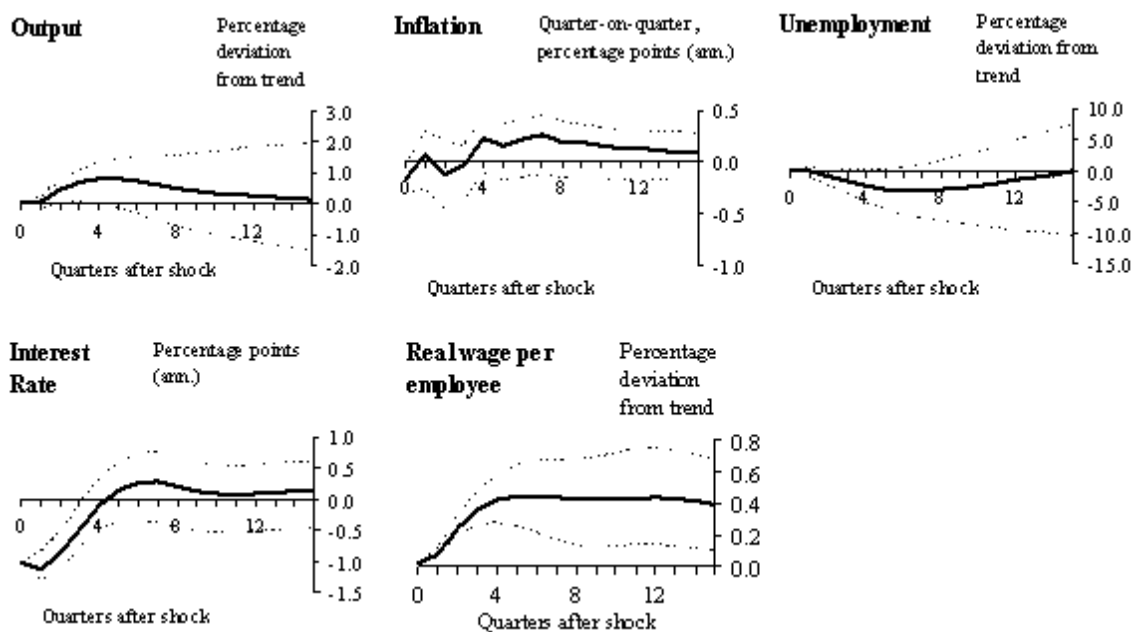 Output
Percentage
deviation
from trend
3.0
2.0
1.0
0.0
-1.0
-2.0
0 4 8 12
Quarters after shock
Inflation
Quarter-on-quarter,
percentage points (ann.)
0.5
0.0
-0.5
-1.0
0 4 8 12
Quarters after shock
Unemployment
Percentage
deviation from
trend
10.0
5.0
0.0
-5.0
-10.0
-15.0
0 4 8 12
Quarters after shock
Interest
Rate
Percentage points
(ann.)
1.0
0.5
0.0
-0.5
-1.0
-1.5
0 4 8 12
Quarters after shock
Real wage per
employee
Percentage
deviation
from trend
0.8
0.6
0.4
0.2
0.0
0 4 8 12
Quarters after shock